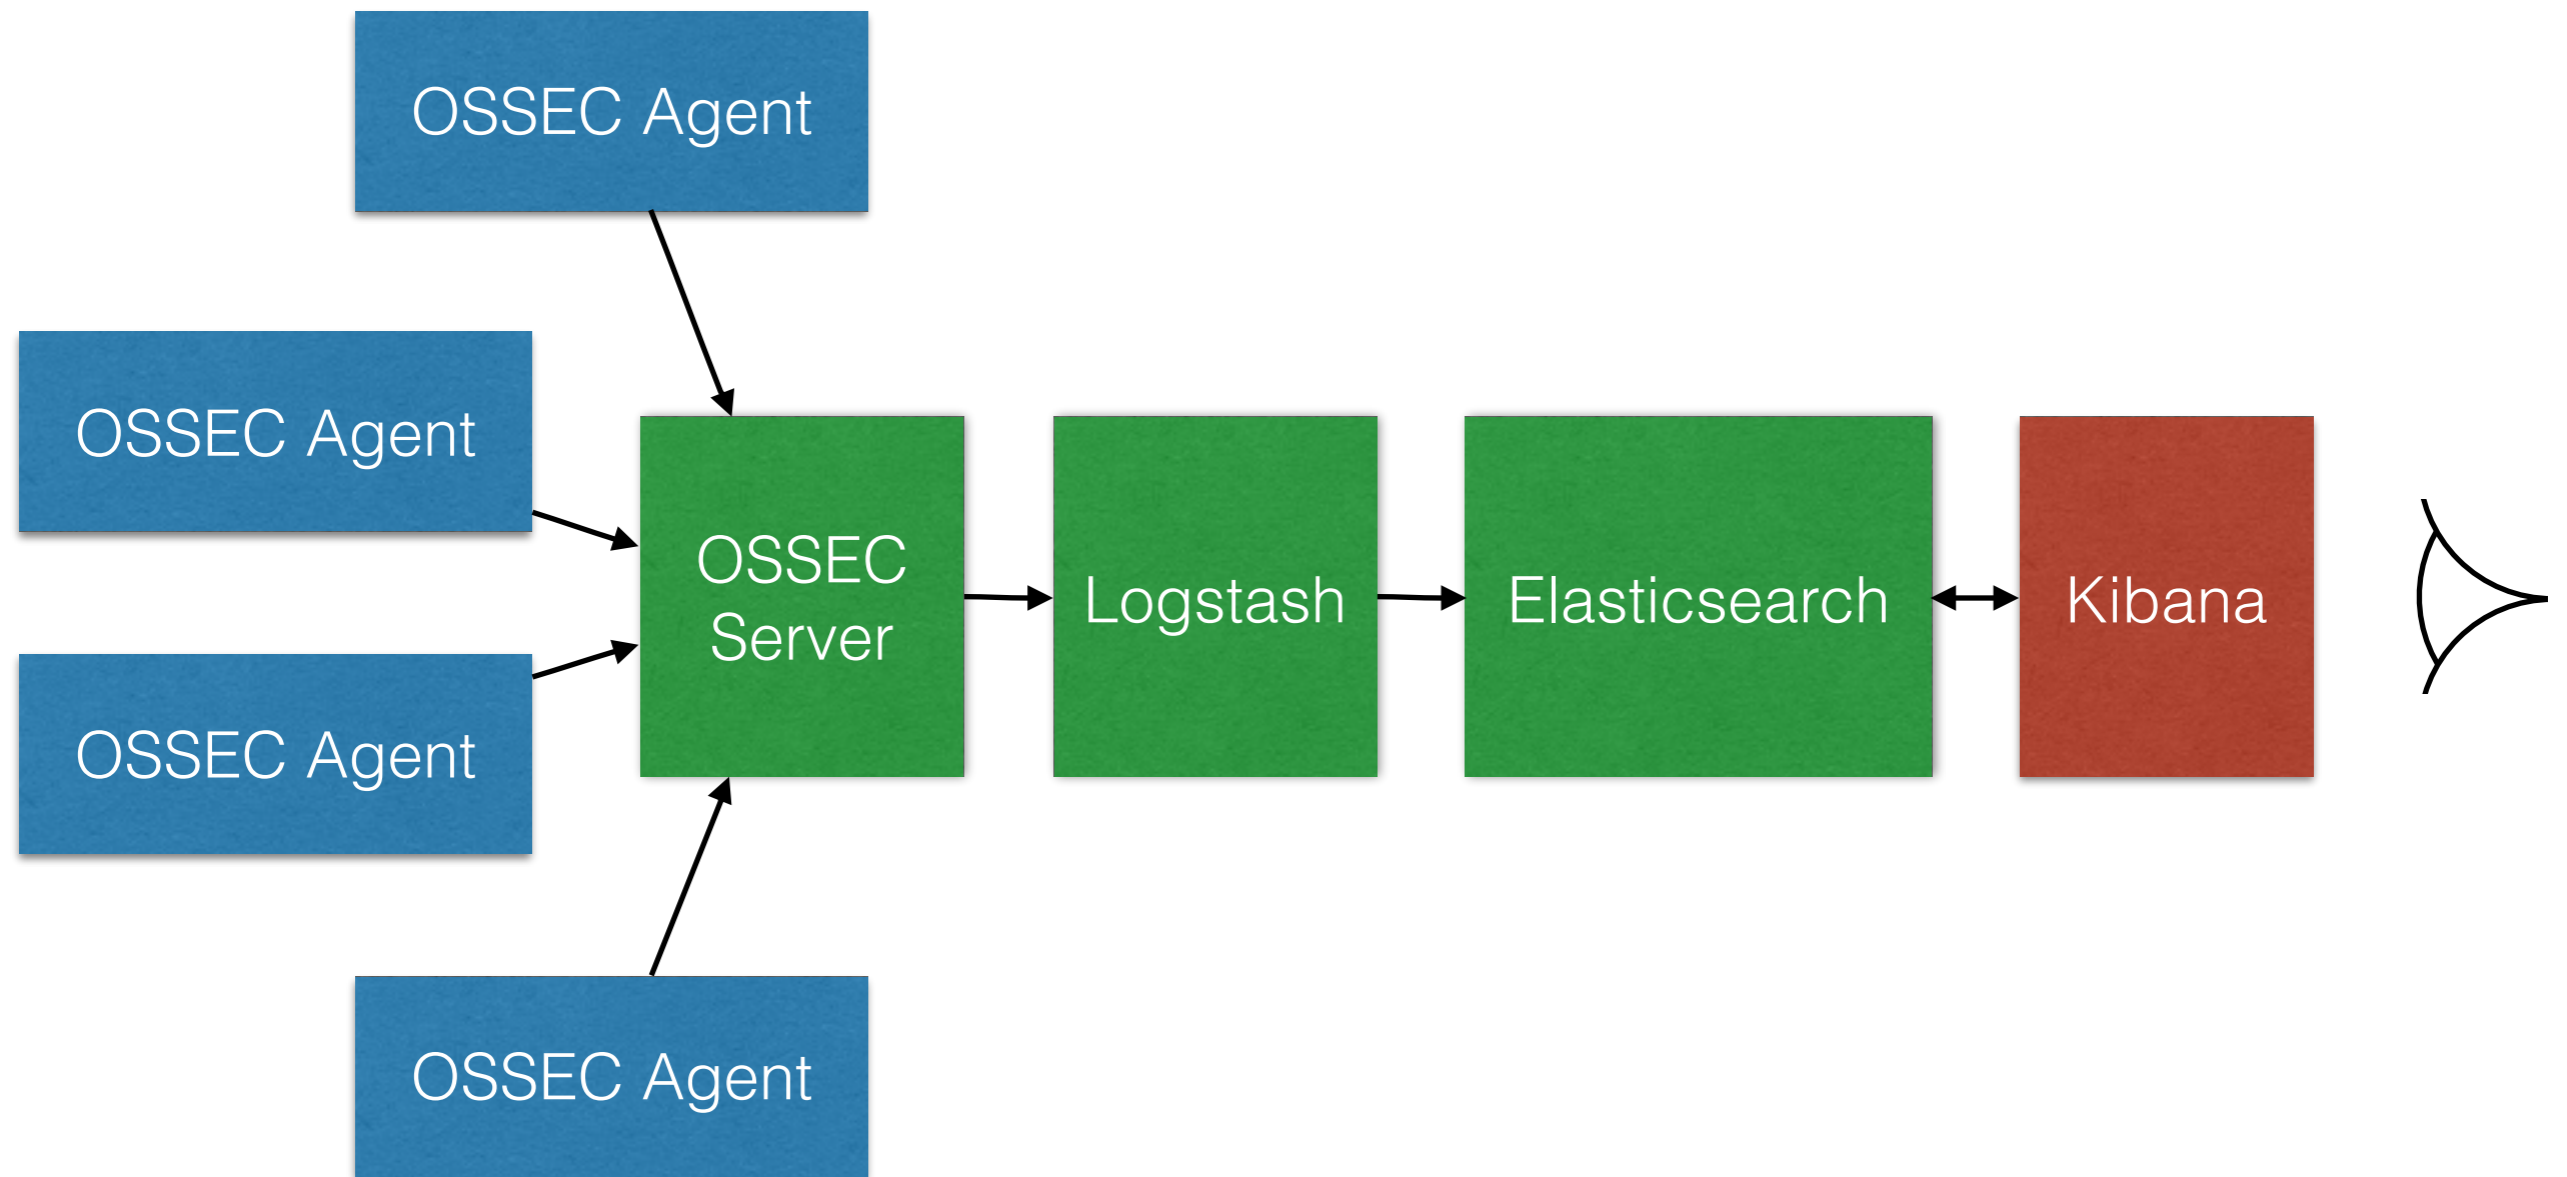 OSSEC Agent
OSSEC Agent
OSSEC Agent
OSSEC Agent
OSSEC
Server
Logstash
Elasticsearch
Kibana